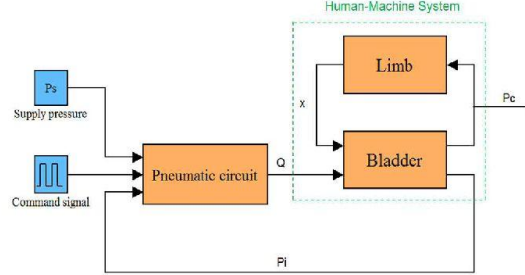 Human-Machine System
Limb
Ps
Pc
Supply pressure
x
Bladder
Pneumatic circuit
Q
Command signal
Pi